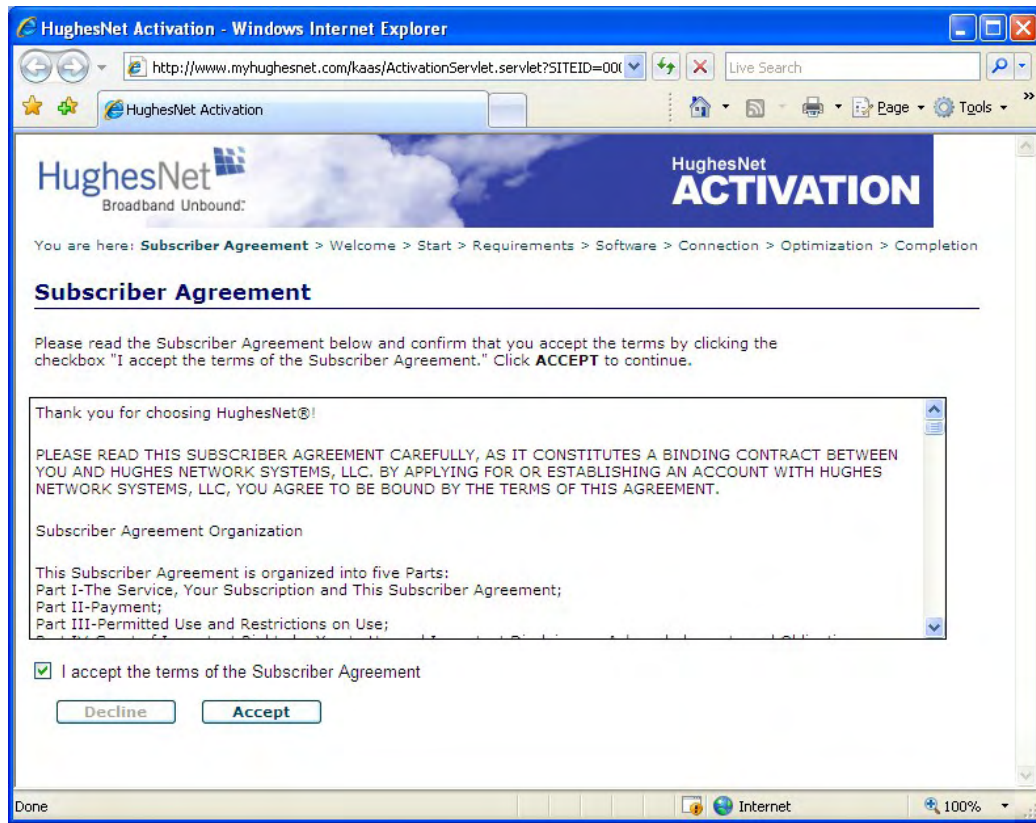 HughesNet Activation - Windows Internet Explorer
http://www.myhughesnet.com/kaas/ActivationServlet.servlet?SITEID=00
Live Search
HughesNet Activation
Page
Tools
»
HughesNet
Broadband Unbound.
HughesNet
ACTIVATION
You are here: Subscriber Agreement > Welcome > Start > Requirements > Software > Connection > Optimization > Completion
Subscriber Agreement
Please read the Subscriber Agreement below and confirm that you accept the terms by clicking the
checkbox "I accept the terms of the Subscriber Agreement." Click ACCEPT to continue.
Thank you for choosing HughesNet®!
PLEASE READ THIS SUBSCRIBER AGREEMENT CAREFULLY, AS IT CONSTITUTES A BINDING CONTRACT BETWEEN
YOU AND HUGHES NETWORK SYSTEMS, LLC. BY APPLYING FOR OR ESTABLISHING AN ACCOUNT WITH HUGHES
NETWORK SYSTEMS, LLC, YOU AGREE TO BE BOUND BY THE TERMS OF THIS AGREEMENT.
Subscriber Agreement Organization
This Subscriber Agreement is organized into five Parts:
Part I-The Service, Your Subscription and This Subscriber Agreement;
Part II-Payment;
Part III-Permitted Use and Restrictions on Use;
I accept the terms of the Subscriber Agreement
Decline
Accept
Done
Internet
100%